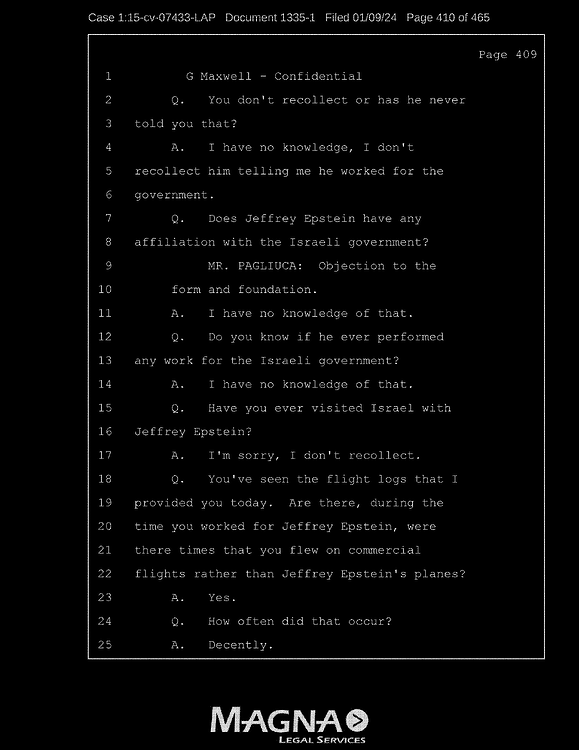 Case 1:15-cv-07433-LAP Document 1335-1 Filed 01/09/24 Page 410 of 465
Page 409
1 G Maxwell - Confidential
2 Q. You don't recollect or has he never
3 told you that?
4 A. I have no knowledge, I don't
5 recollect him telling me he worked for the
6 government.
7 Q. Does Jeffrey Epstein have any
8 affiliation with the Israeli government?
9 MR. PAGLIUCA: Objection to the
10 form and foundation.
11 A. I have no knowledge of that.
12 Q. Do you know if he ever performed
13 any work for the Israeli government?
14 A. I have no knowledge of that.
15 Q. Have you ever visited Israel with
16 Jeffrey Epstein?
17 A. I'm sorry, I don't recollect.
18 Q. You've seen the flight logs that I
19 provided you today. Are there, during the
20 time you worked for Jeffrey Epstein, were
21 there times that you flew on commercial
22 flights rather than Jeffrey Epstein's planes?
23 A. Yes.
24 Q. How often did that occur?
25 A. Decently.
MAGNA
LEGAL SERVICES